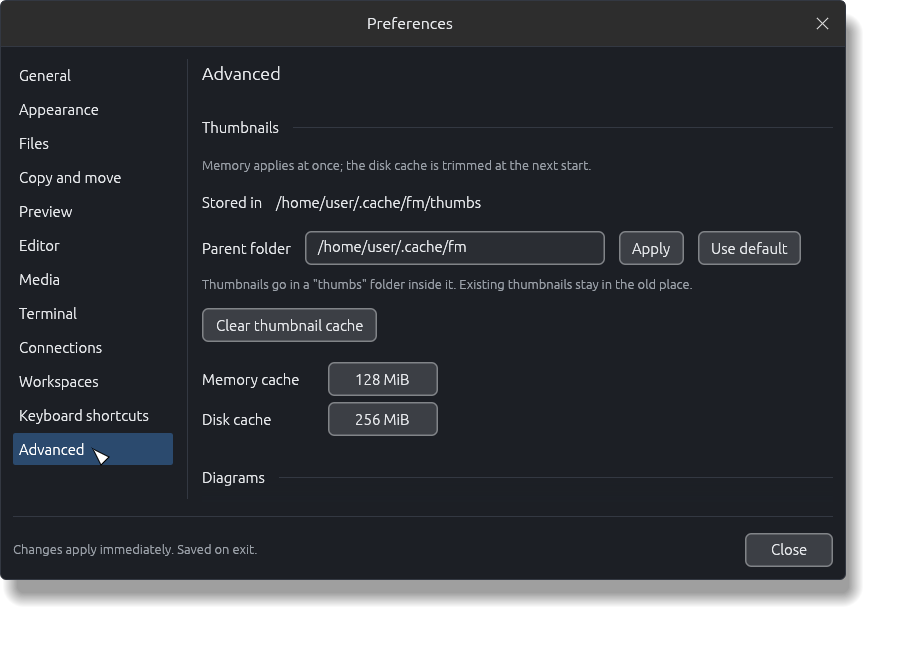 Preferences
General
Appearance
Files
Copy and move
Preview
Editor
Media
Terminal
Connections
Workspaces
Keyboard shortcuts
Advanced
Advanced
Thumbnails
Memory applies at once; the disk cache is trimmed at the next start.
Stored in /home/user/.cache/fm/thumbs
Parent folder /home/user/.cache/fm Apply Use default
Thumbnails go in a "thumbs" folder inside it. Existing thumbnails stay in the old place.
Clear thumbnail cache
Memory cache 128 MiB
Disk cache 256 MiB
Diagrams
Changes apply immediately. Saved on exit.
Close